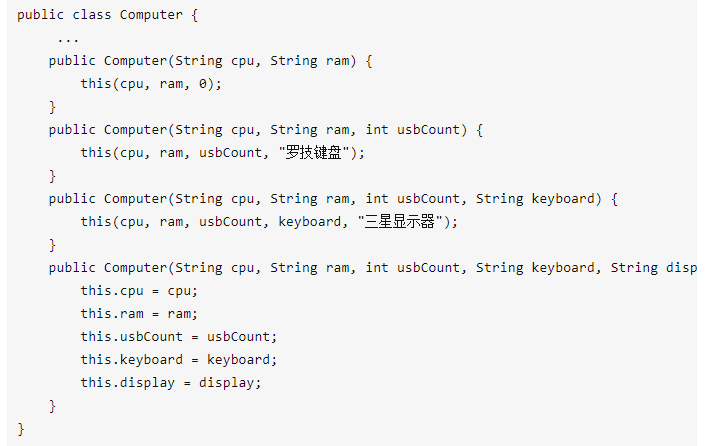 public class Computer {
...
public Computer(String cpu, String ram) {
this(cpu, ram, 0);
}
public Computer(String cpu, String ram, int usbCount) {
this(cpu, ram, usbCount, "罗技键盘");
}
public Computer(String cpu, String ram, int usbCount, String keyboard) {
this(cpu, ram, usbCount, keyboard, "三星显示器");
}
public Computer(String cpu, String ram, int usbCount, String keyboard, String disp
this.cpu = cpu;
this.ram = ram;
this.usbCount = usbCount;
this.keyboard = keyboard;
this.display = display;
}
}